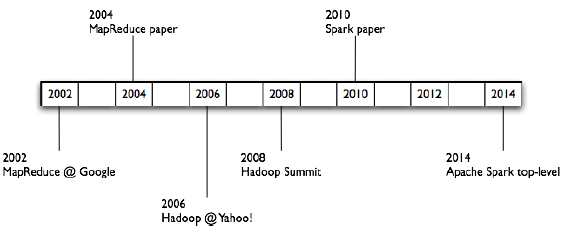 2004
MapReduce paper
2010
Spark paper
2002 2004 2006 2008 2010 2012 2014
2002
MapReduce @ Google
2008
Hadoop Summit
2014
Apache Spark top-level
2006
Hadoop @ Yahoo!